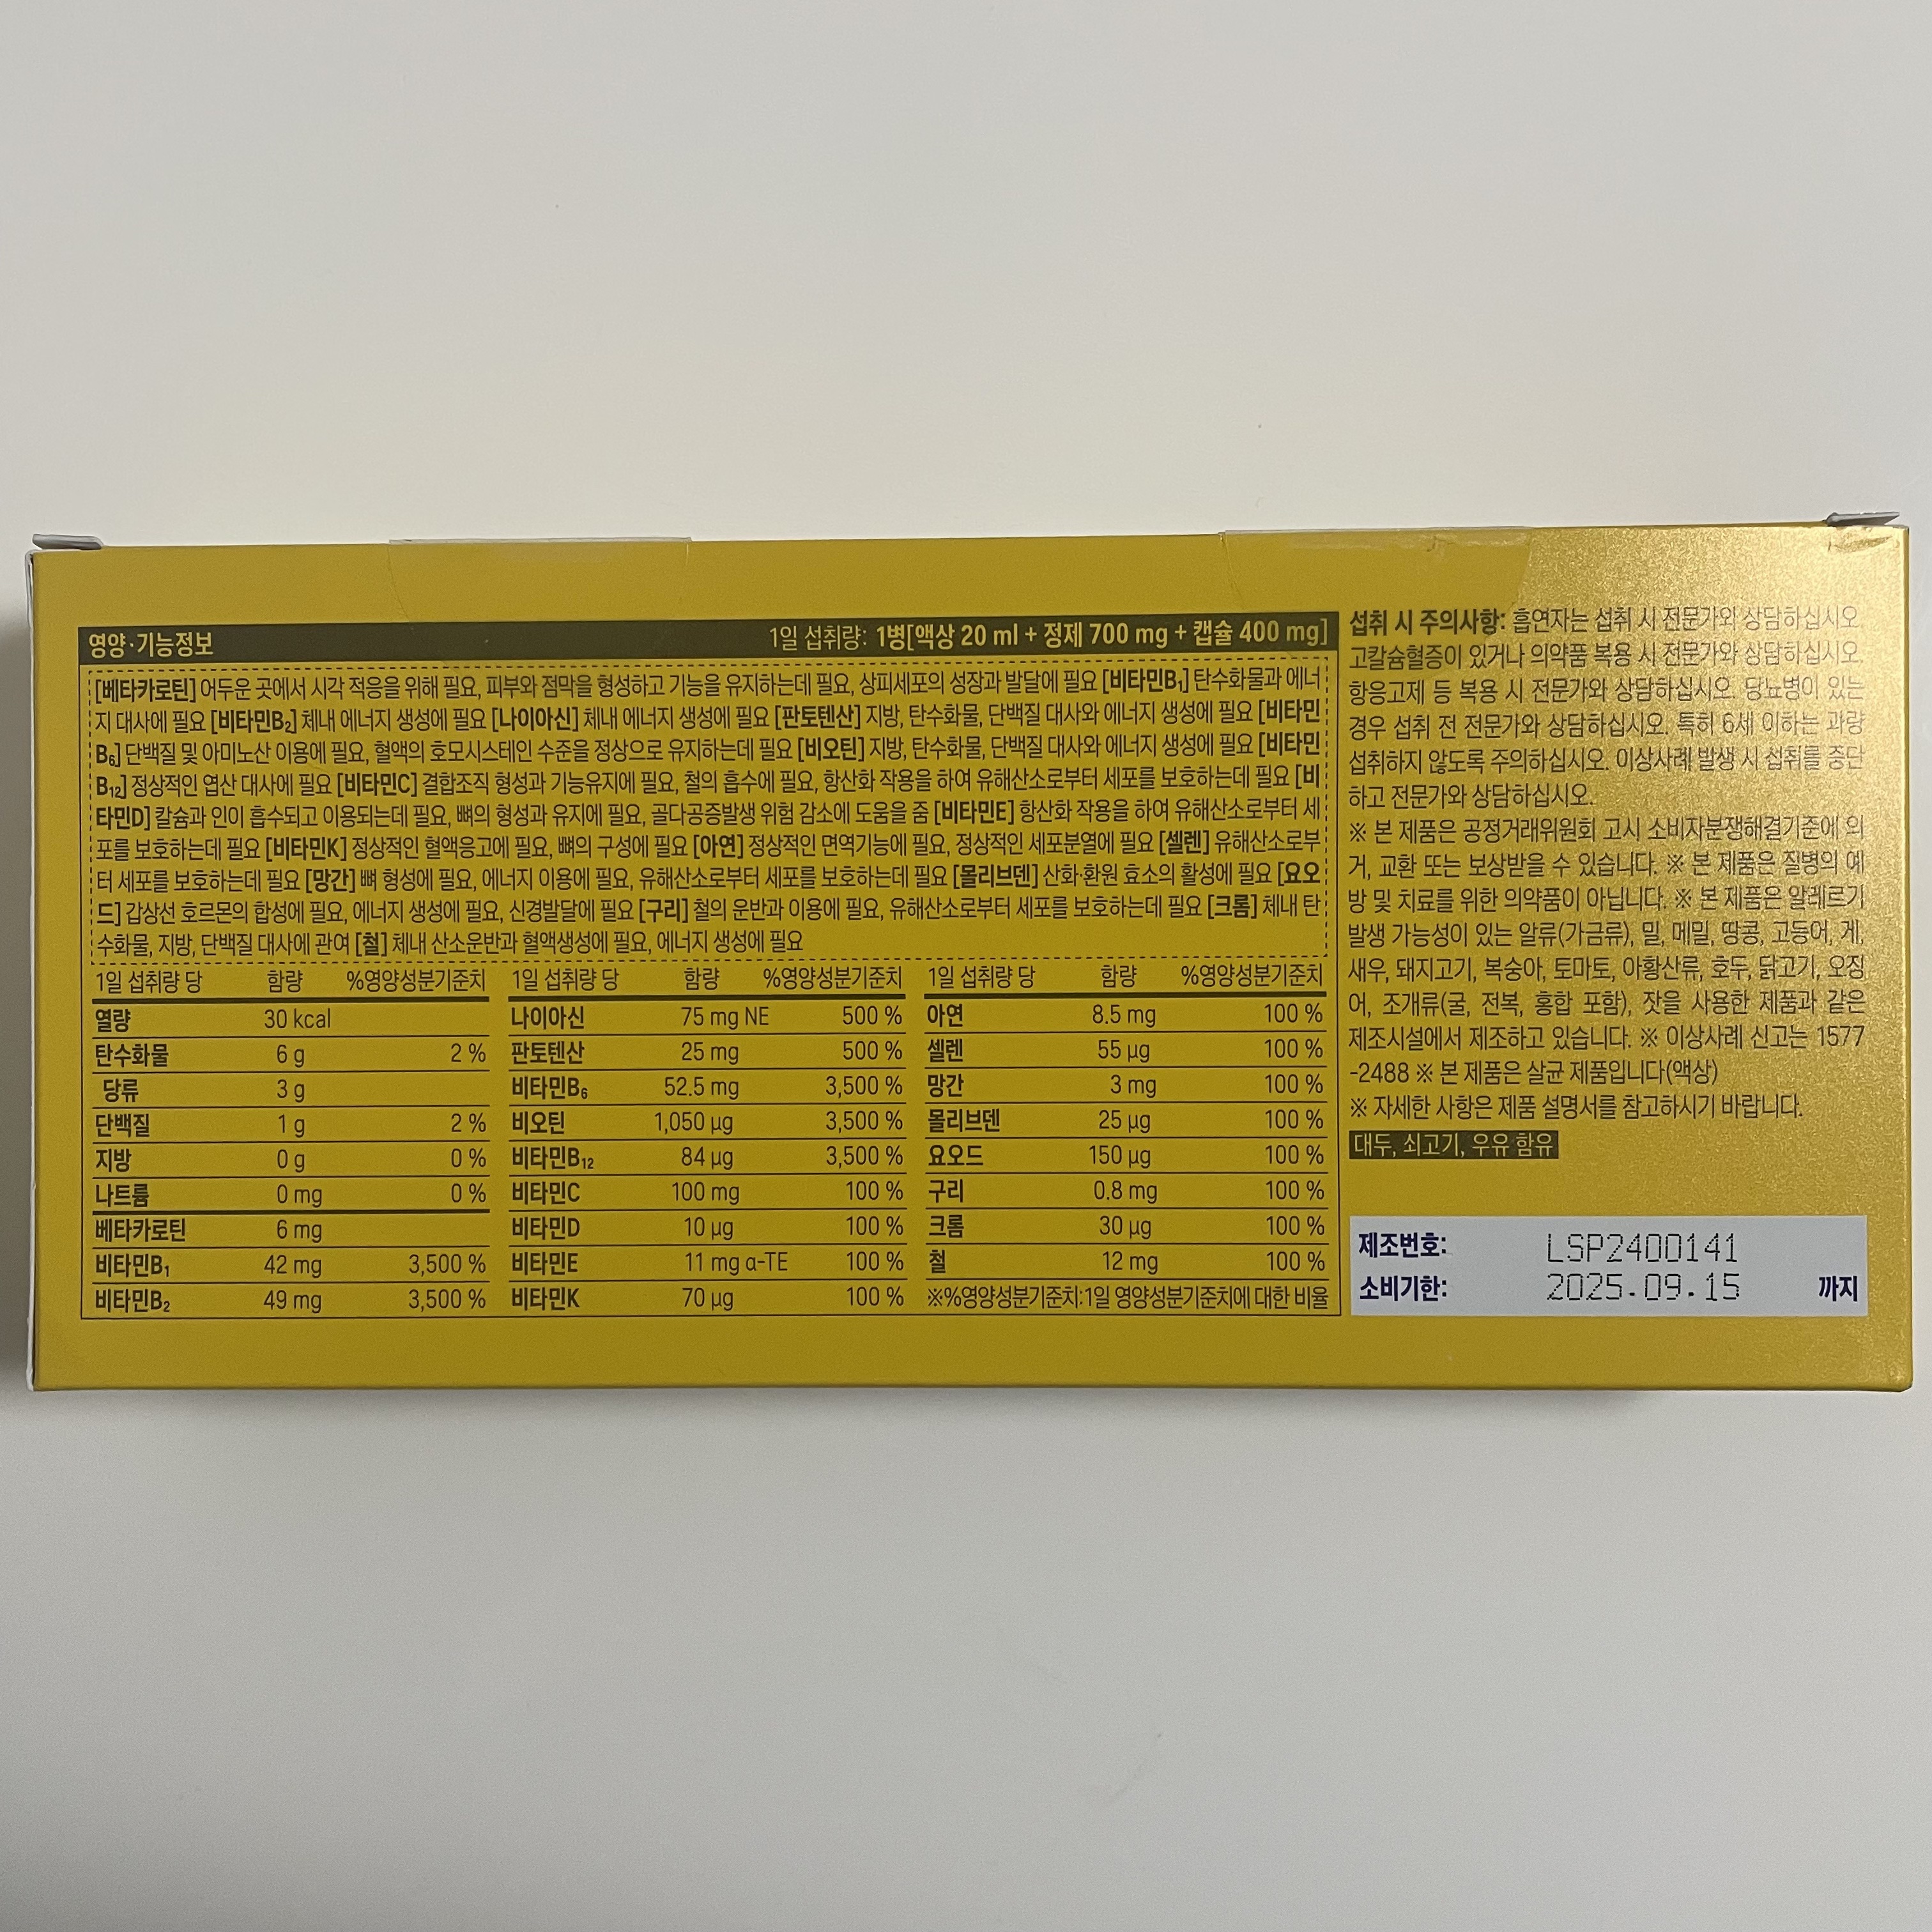 영양·기능정보 1일 섭취량: 1병[액상 20 ml + 정제 700 mg + 캡슐 400 mg]
[베타카로틴] 어두운 곳에서 시각 적응을 위해 필요, 피부와 점막을 형성하고 기능을 유지하는데 필요, 상피세포의 성장과 발달에 필요 [비타민B₁] 탄수화물과 에너
지 대사에 필요 [비타민B₂] 체내 에너지 생성에 필요 [나이아신] 체내 에너지 생성에 필요 [판토텐산] 지방, 탄수화물, 단백질 대사와 에너지 생성에 필요 [비타민
B₆] 단백질 및 아미노산 이용에 필요, 혈액의 호모시스테인 수준을 정상으로 유지하는데 필요 [비오틴] 지방, 탄수화물, 단백질 대사와 에너지 생성에 필요 [비타민
B₁₂] 정상적인 엽산 대사에 필요 [비타민C] 결합조직 형성과 기능유지에 필요, 철의 흡수에 필요, 항산화 작용을 하여 유해산소로부터 세포를 보호하는데 필요 [비
타민D] 칼슘과 인이 흡수되고 이용되는데 필요, 뼈의 형성과 유지에 필요, 골다공증발생 위험 감소에 도움을 줌 [비타민E] 항산화 작용을 하여 유해산소로부터 세
포를 보호하는데 필요 [비타민K] 정상적인 혈액응고에 필요, 뼈의 구성에 필요 [아연] 정상적인 면역기능에 필요, 정상적인 세포분열에 필요 [셀렌] 유해산소로부
터 세포를 보호하는데 필요 [망간] 뼈 형성에 필요, 에너지 이용에 필요, 유해산소로부터 세포를 보호하는데 필요 [몰리브덴] 산화·환원 효소의 활성에 필요 [요오
드] 갑상선 호르몬의 합성에 필요, 에너지 생성에 필요, 신경발달에 필요 [구리] 철의 운반과 이용에 필요, 유해산소로부터 세포를 보호하는데 필요 [크롬] 체내 탄
수화물, 지방, 단백질 대사에 관여 [철] 체내 산소운반과 혈액생성에 필요, 에너지 생성에 필요
1일 섭취량 당 함량 %영양성분기준치
열량 30 kcal
탄수화물 6 g 2 %
당류 3 g
단백질 1 g 2 %
지방 0 g 0 %
나트륨 0 mg 0 %
베타카로틴 6 mg
비타민B₁ 42 mg 3,500 %
비타민B₂ 49 mg 3,500 %
1일 섭취량 당 함량 %영양성분기준치
나이아신 75 mg NE 500 %
판토텐산 25 mg 500 %
비타민B₆ 52.5 mg 3,500 %
비오틴 1,050 µg 3,500 %
비타민B₁₂ 84 µg 3,500 %
비타민C 100 mg 100 %
비타민D 10 µg 100 %
비타민E 11 mg α-TE 100 %
비타민K 70 µg 100 %
1일 섭취량 당 함량 %영양성분기준치
아연 8.5 mg 100 %
셀렌 55 µg 100 %
망간 3 mg 100 %
몰리브덴 25 µg 100 %
요오드 150 µg 100 %
구리 0.8 mg 100 %
크롬 30 µg 100 %
철 12 mg 100 %
※%영양성분기준치:1일 영양성분기준치에 대한 비율
섭취 시 주의사항: 흡연자는 섭취 시 전문가와 상담하십시오.
고칼슘혈증이 있거나 의약품 복용 시 전문가와 상담하십시오.
항응고제 등 복용 시 전문가와 상담하십시오. 당뇨병이 있는
경우 섭취 전 전문가와 상담하십시오. 특히 6세 이하는 과량
섭취하지 않도록 주의하십시오. 이상사례 발생 시 섭취를 중단
하고 전문가와 상담하십시오.
※ 본 제품은 공정거래위원회 고시 소비자분쟁해결기준에 의
거, 교환 또는 보상받을 수 있습니다. ※ 본 제품은 질병의 예
방 및 치료를 위한 의약품이 아닙니다. ※ 본 제품은 알레르기
발생 가능성이 있는 알류(가금류), 밀, 메밀, 땅콩, 고등어, 게,
새우, 돼지고기, 복숭아, 토마토, 아황산류, 호두, 닭고기, 오징
어, 조개류(굴, 전복, 홍합 포함), 잣을 사용한 제품과 같은
제조시설에서 제조하고 있습니다. ※ 이상사례 신고는 1577
-2488 ※ 본 제품은 살균 제품입니다(액상)
※ 자세한 사항은 제품 설명서를 참고하시기 바랍니다.
대두, 쇠고기, 우유 함유
제조번호: LSP2400141
소비기한: 2025.09.15 까지